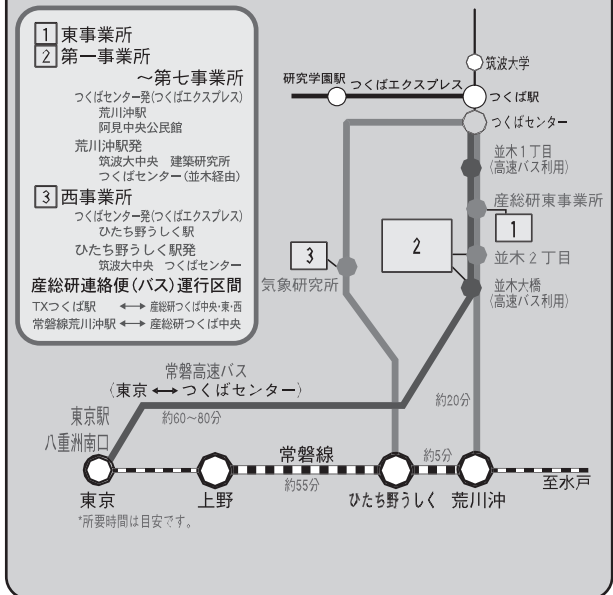 1 東事業所
2 第一事業所
～第七事業所
つくばセンター発(つくばエクスプレス)
荒川沖駅
阿見中央公民館
荒川沖駅発
筑波大中央　建築研究所
つくばセンター(並木経由)
3 西事業所
つくばセンター発(つくばエクスプレス)
ひたち野うしく駅
ひたち野うしく駅発
筑波大中央　つくばセンター
産総研連絡便(バス)運行区間
TXつくば駅 ←→ 産総研つくば中央・東・西
常磐線荒川沖駅 ←→ 産総研つくば中央
筑波大学
研究学園駅
つくばエクスプレス
つくば駅
つくばセンター
並木1丁目
(高速バス利用)
産総研東事業所
1
2
3
並木2丁目
気象研究所
並木大橋
(高速バス利用)
常磐高速バス
(東京 ←→ つくばセンター)
約60～80分
約20分
東京駅
八重洲南口
常磐線
約55分
約5分
東京
上野
ひたち野うしく
荒川沖
至水戸
*所要時間は目安です。